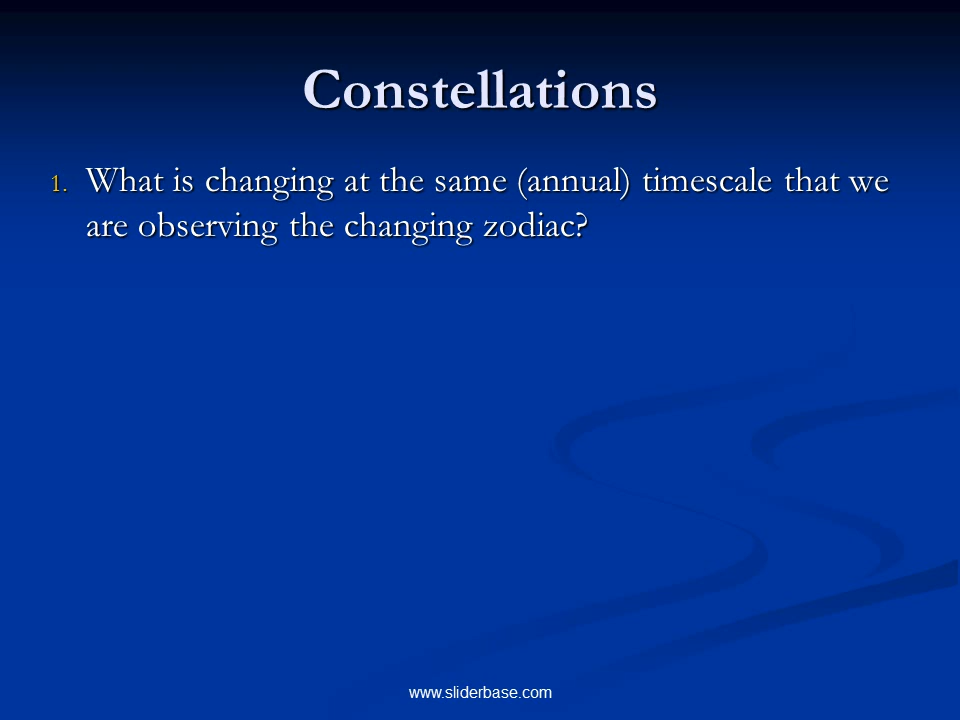 Constellations
1. What is changing at the same (annual) timescale that we
are observing the changing zodiac?
www.sliderbase.com